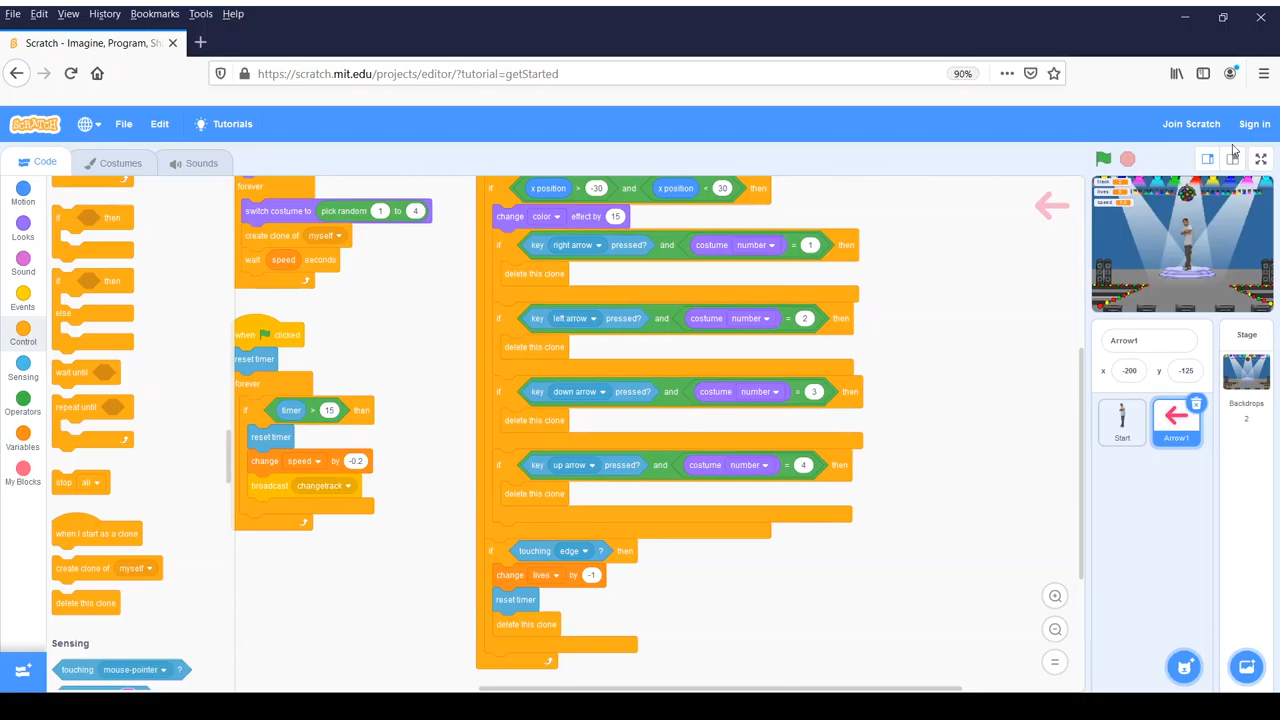 File Edit View History Bookmarks Tools Help
Scratch - Imagine, Program, Sh
https://scratch.mit.edu/projects/editor/?tutorial=getStarted
90%
SCRATCH File Edit Tutorials Join Scratch Sign in
Code Costumes Sounds
Motion
Looks
Sound
Events
Control
Sensing
Operators
Variables
My Blocks
if then
if then
else
wait until
repeat until
stop all
when I start as a clone
create clone of myself
delete this clone
Sensing
touching mouse-pointer ?
forever
switch costume to pick random 1 to 4
create clone of myself
wait speed seconds
when clicked
reset timer
forever
if timer > 15 then
reset timer
change speed by -0.2
broadcast changetrack
if x position > -30 and x position < 30 then
change color effect by 15
if key right arrow pressed? and costume number = 1 then
delete this clone
if key left arrow pressed? and costume number = 2 then
delete this clone
if key down arrow pressed? and costume number = 3 then
delete this clone
if key up arrow pressed? and costume number = 4 then
delete this clone
if touching edge ? then
change lives by -1
reset timer
delete this clone
track
lives
speed
Arrow1
x -200 y -125
Start
Arrow1
Stage
Backdrops
2